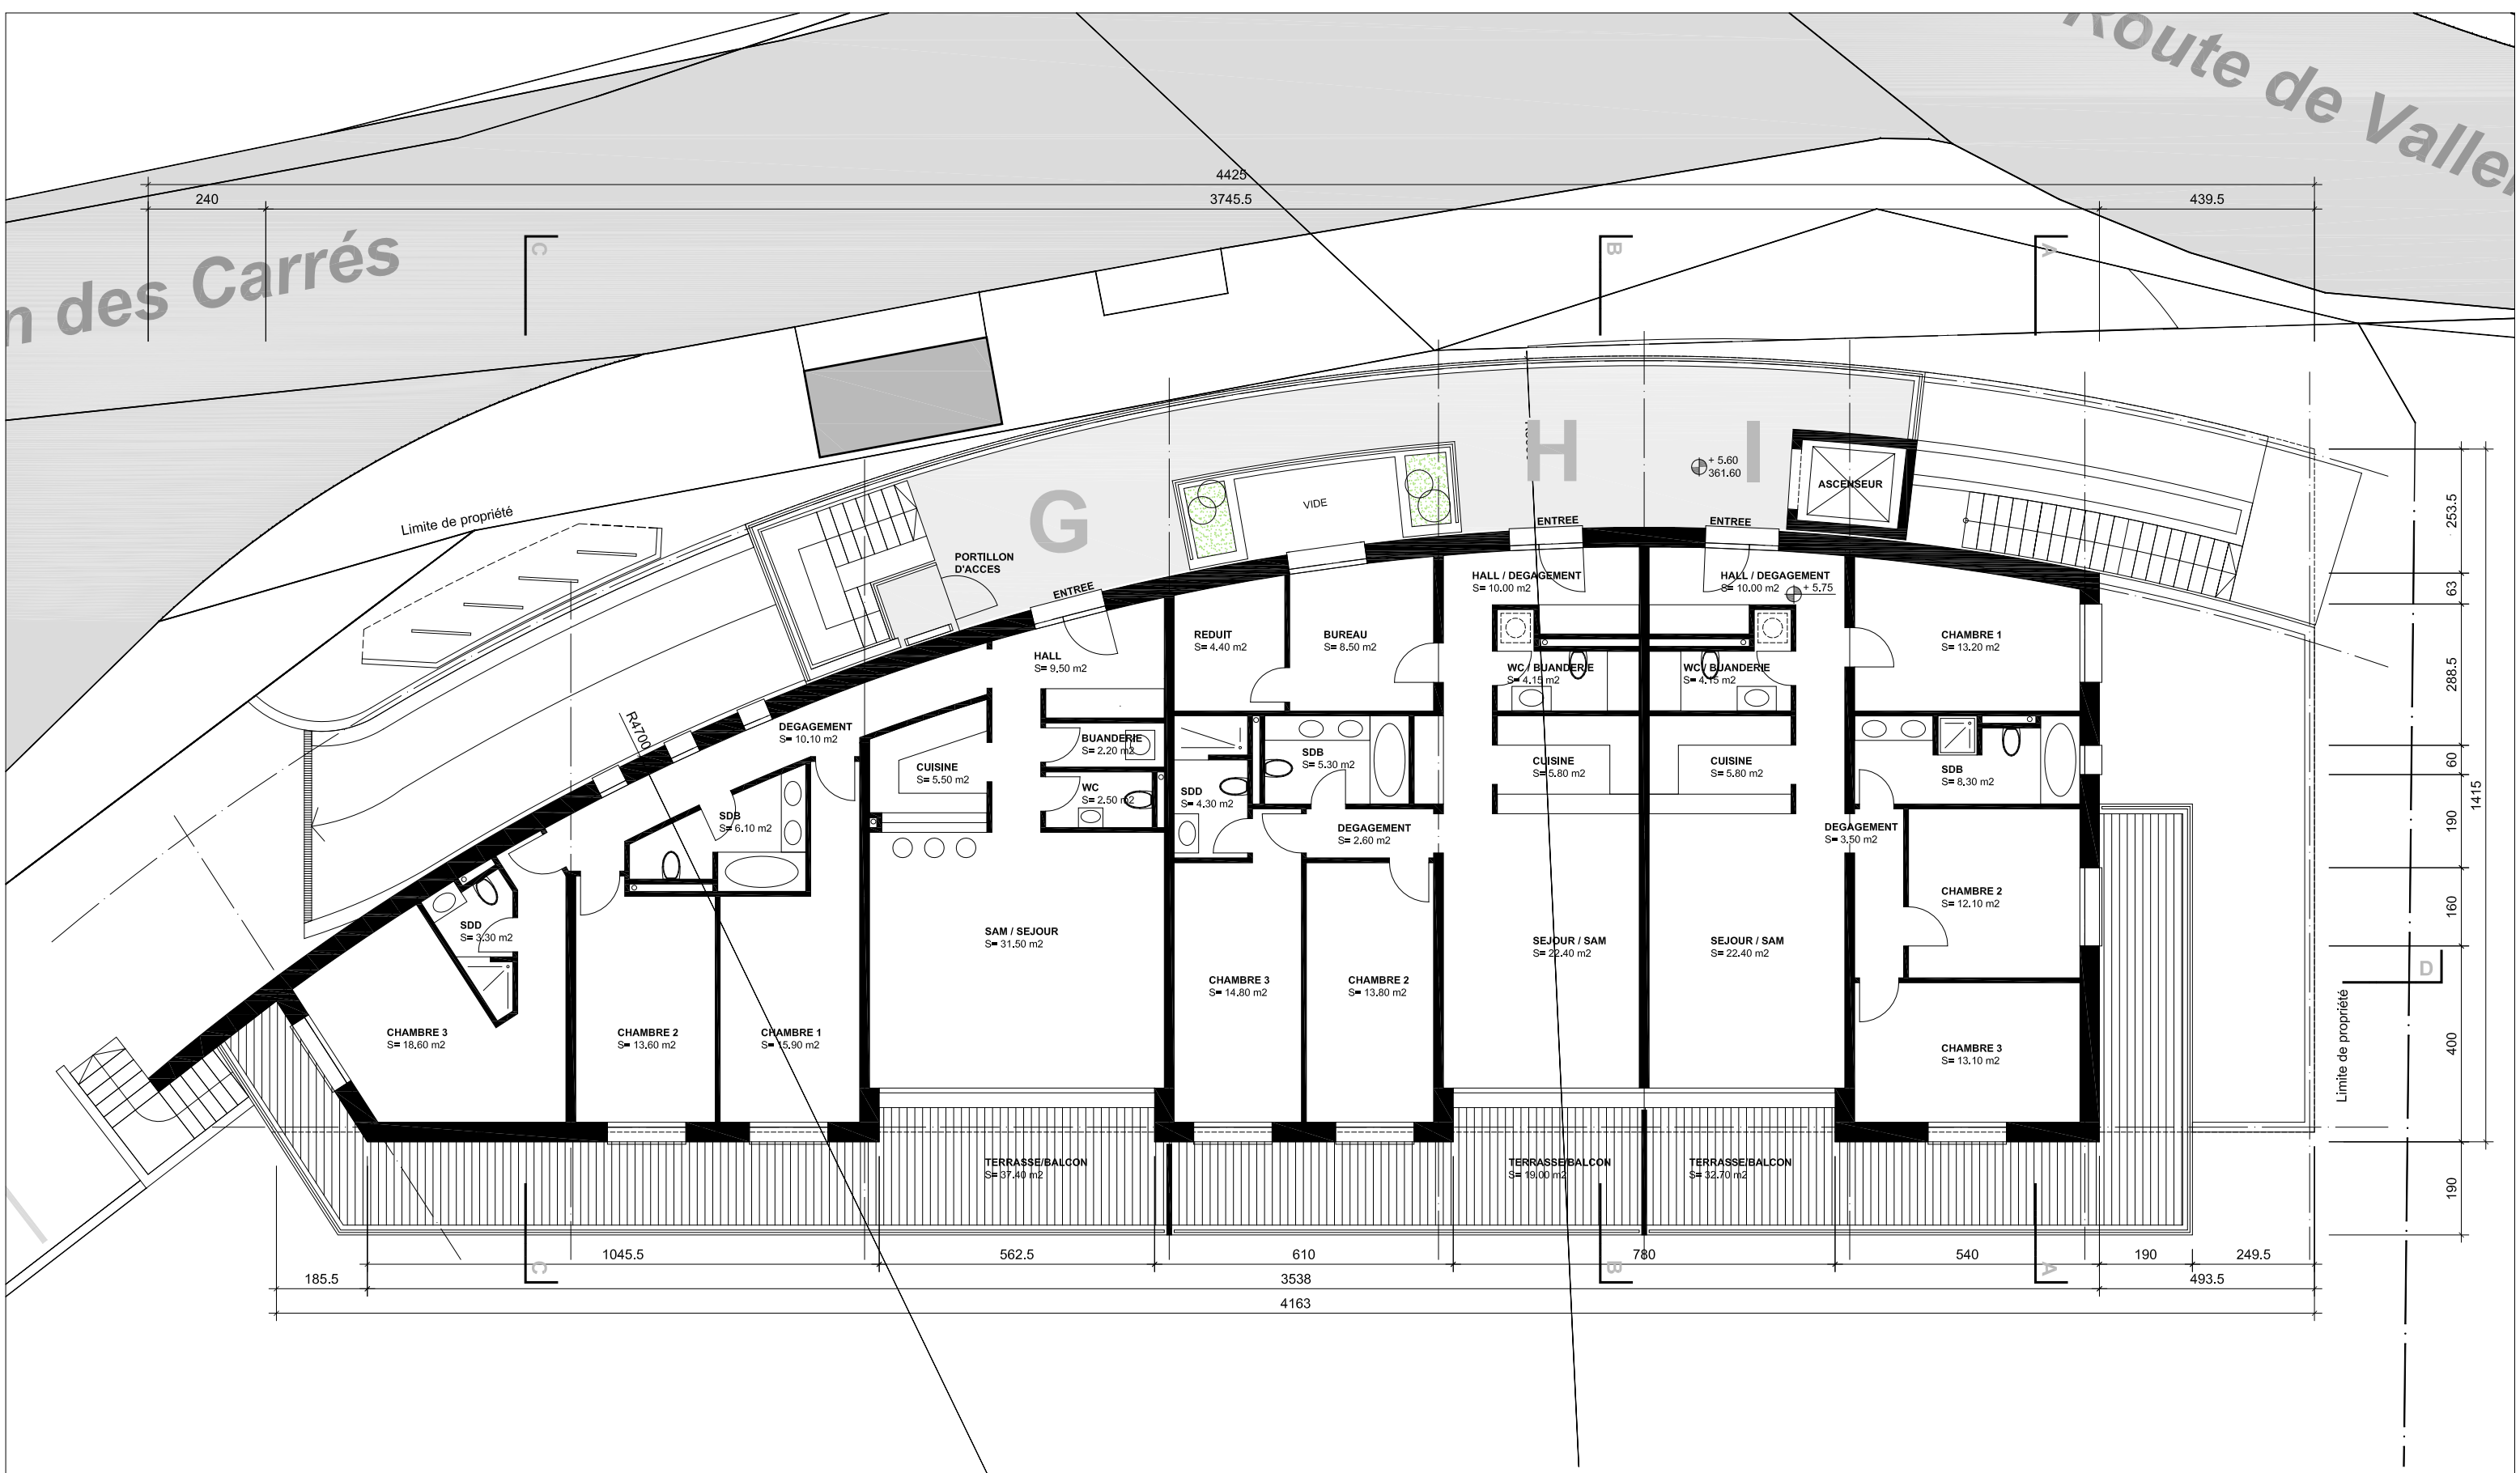 Route de Valle
n des Carrés
4425
240
3745.5
439.5
C
B
A
Limite de propriété
G
H
I
+ 5.60
361.60
ASCENSEUR
VIDE
PORTILLON
D'ACCES
ENTREE
ENTREE
ENTREE
R4700
HALL
S= 9.50 m2
DEGAGEMENT
S= 10.10 m2
CUISINE
S= 5.50 m2
BUANDERIE
S= 2.20 m2
WC
S= 2.50 m2
SDB
S= 6.10 m2
SDD
S= 3.30 m2
SAM / SEJOUR
S= 31.50 m2
CHAMBRE 3
S= 18.60 m2
CHAMBRE 2
S= 13.60 m2
CHAMBRE 1
S= 15.90 m2
TERRASSE/BALCON
S= 37.40 m2
REDUIT
S= 4.40 m2
BUREAU
S= 8.50 m2
HALL / DEGAGEMENT
S= 10.00 m2
WC / BUANDERIE
S= 4.15 m2
SDB
S= 5.30 m2
SDD
S= 4.30 m2
DEGAGEMENT
S= 2.60 m2
CUISINE
S= 5.80 m2
SEJOUR / SAM
S= 22.40 m2
CHAMBRE 3
S= 14.80 m2
CHAMBRE 2
S= 13.80 m2
TERRASSE/BALCON
S= 19.00 m2
HALL / DEGAGEMENT
S= 10.00 m2
+ 5.75
WC / BUANDERIE
S= 4.15 m2
CUISINE
S= 5.80 m2
SEJOUR / SAM
S= 22.40 m2
CHAMBRE 1
S= 13.20 m2
SDB
S= 8.30 m2
DEGAGEMENT
S= 3.50 m2
CHAMBRE 2
S= 12.10 m2
CHAMBRE 3
S= 13.10 m2
TERRASSE/BALCON
S= 32.70 m2
253.5
63
288.5
60
190
160
400
190
1415
D
Limite de propriété
1045.5
562.5
610
780
540
190
249.5
185.5
C
3538
B
A
493.5
4163